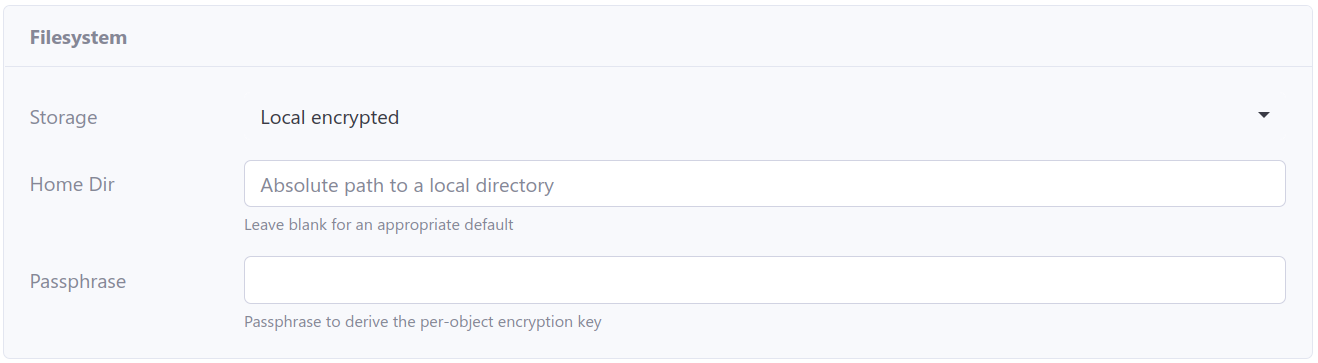 Filesystem
Storage
Local encrypted
Home Dir
Absolute path to a local directory
Leave blank for an appropriate default
Passphrase
Passphrase to derive the per-object encryption key